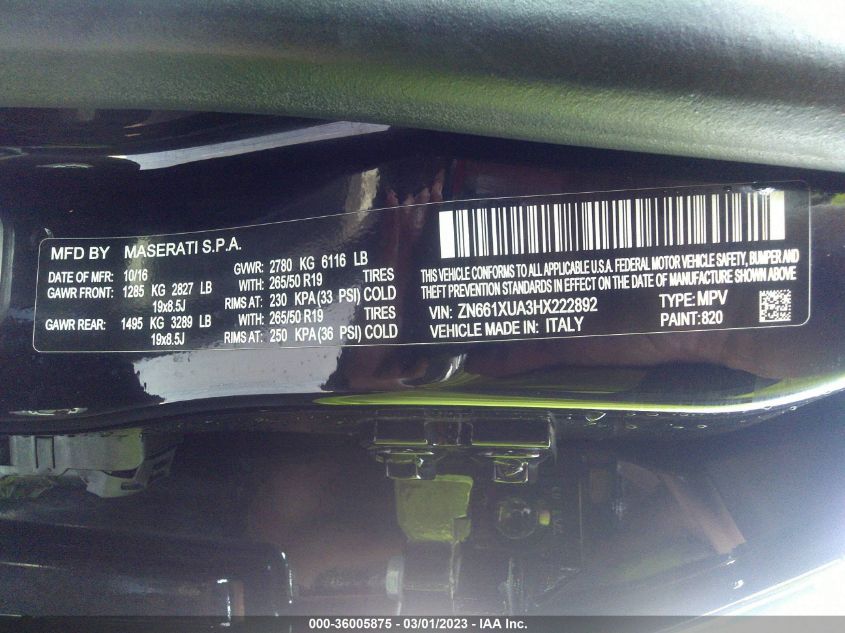 MFD BY MASERATI S.P.A.
DATE OF MFR: 10/16 GVWR: 2780 KG 6116 LB
GAWR FRONT: 1285 KG 2827 LB WITH: 265/50 R19 TIRES
19x8.5J RIMS AT: 230 KPA (33 PSI) COLD
GAWR REAR: 1495 KG 3289 LB WITH: 265/50 R19 TIRES
19x8.5J RIMS AT: 250 KPA (36 PSI) COLD
THIS VEHICLE CONFORMS TO ALL APPLICABLE U.S.A. FEDERAL MOTOR VEHICLE SAFETY, BUMPER AND
THEFT PREVENTION STANDARDS IN EFFECT ON THE DATE OF MANUFACTURE SHOWN ABOVE
VIN: ZN661XUA3HX222892 TYPE: MPV
VEHICLE MADE IN: ITALY PAINT: 820
000-36005875 - 03/01/2023 - IAA Inc.